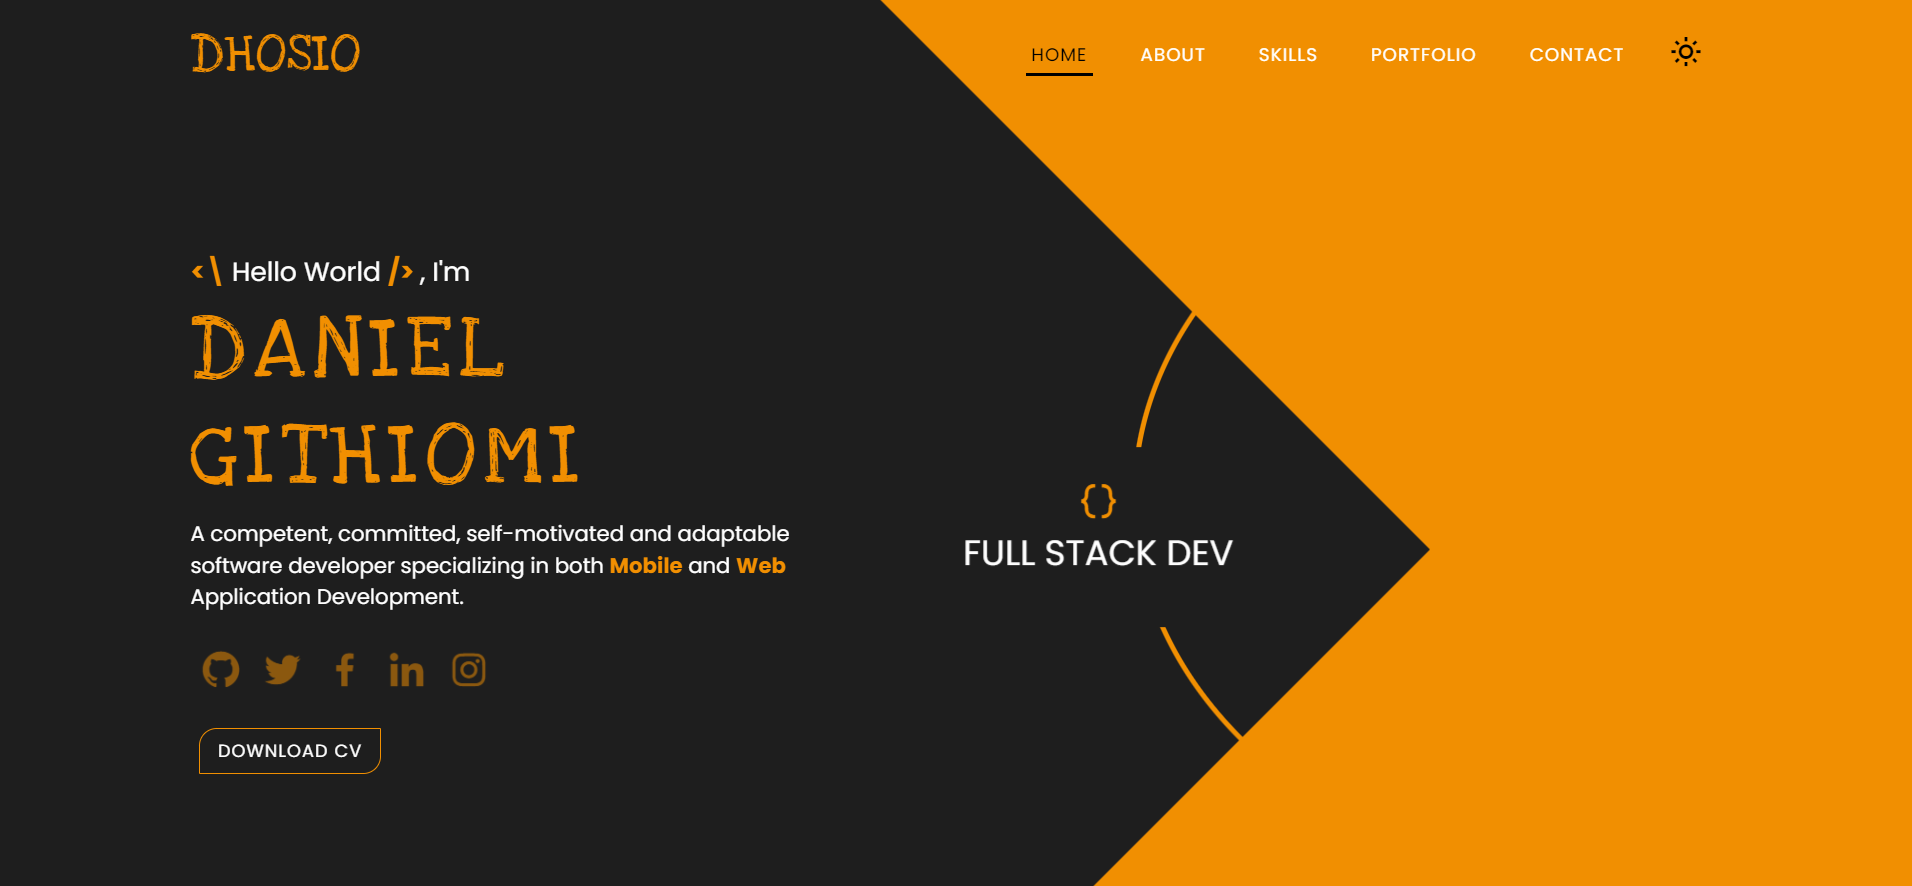 DHOSIO
HOME ABOUT SKILLS PORTFOLIO CONTACT
<\ Hello World /> , I'm
DANIEL
GITHIOMI
A competent, committed, self-motivated and adaptable
software developer specializing in both Mobile and Web
Application Development.
DOWNLOAD CV
{}
FULL STACK DEV